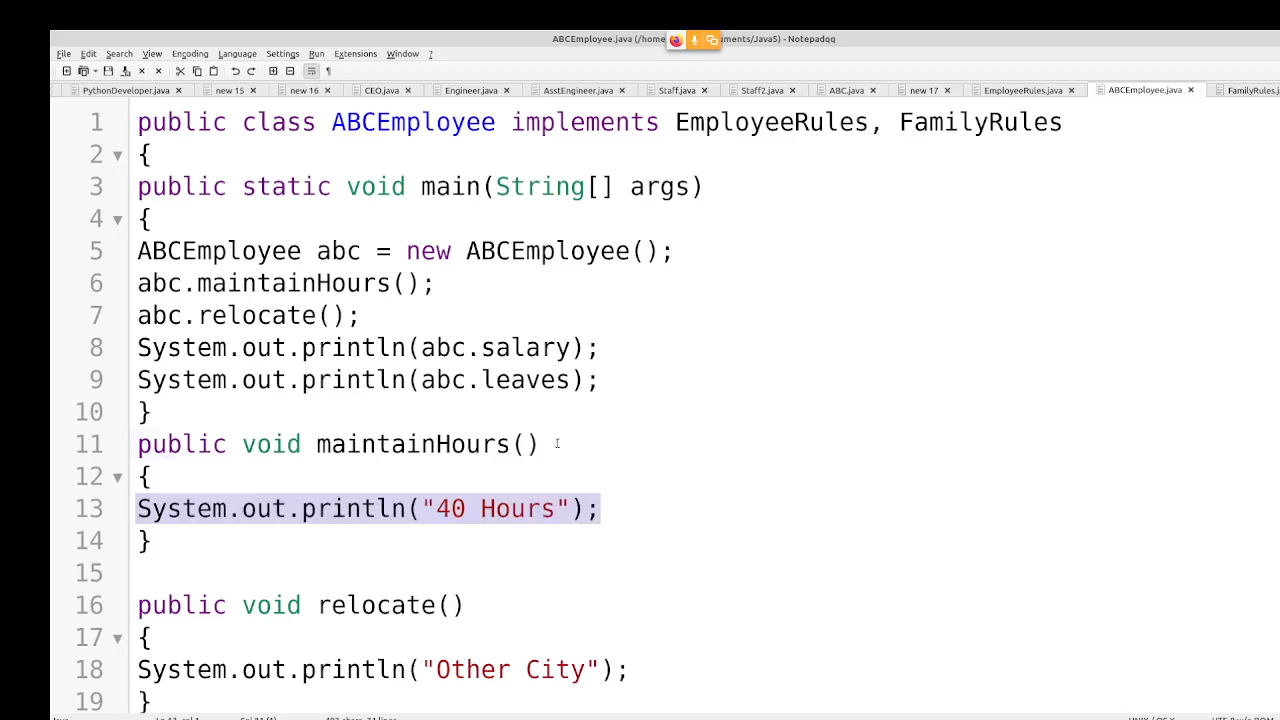 ABCEmployee.java (/home uments/Java5) - Notepadqq
File Edit Search View Encoding Language Settings Run Extensions Window ?
PythonDeveloper.java new 15 new 16 CEO.java Engineer.java AsstEngineer.java Staff.java Staff2.java ABC.java new 17 EmployeeRules.java ABCEmployee.java FamilyRules.j
1 public class ABCEmployee implements EmployeeRules, FamilyRules
2 {
3 public static void main(String[] args)
4 {
5 ABCEmployee abc = new ABCEmployee();
6 abc.maintainHours();
7 abc.relocate();
8 System.out.println(abc.salary);
9 System.out.println(abc.leaves);
10 }
11 public void maintainHours()
12 {
13 System.out.println("40 Hours");
14 }
15
16 public void relocate()
17 {
18 System.out.println("Other City");
19 }